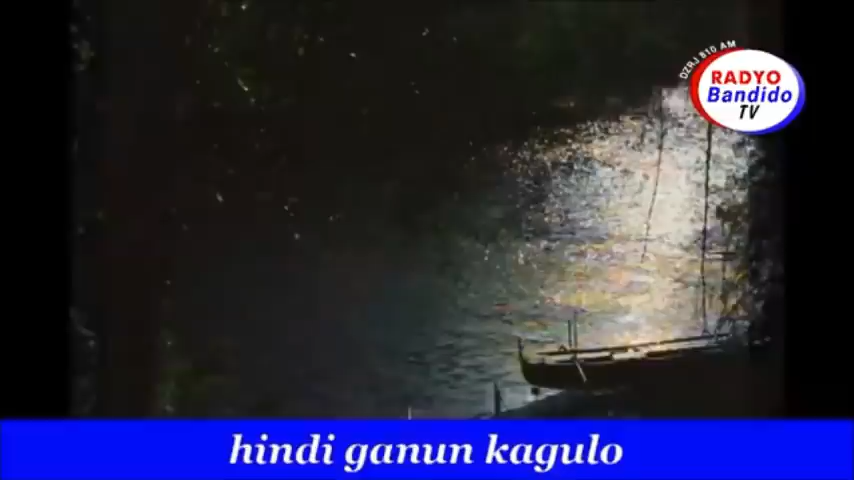 DZRJ 810 AM
RADYO
Bandido
TV
hindi ganun kagulo